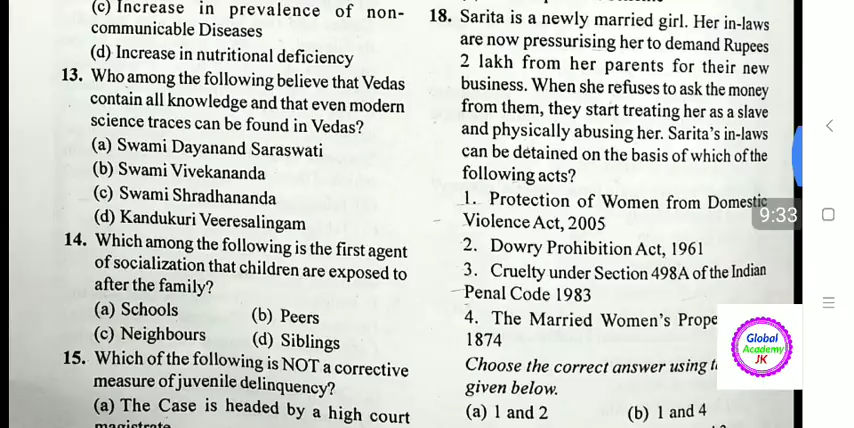 (c) Increase in prevalence of non-
communicable Diseases
(d) Increase in nutritional deficiency
13. Who among the following believe that Vedas
contain all knowledge and that even modern
science traces can be found in Vedas?
(a) Swami Dayanand Saraswati
(b) Swami Vivekananda
(c) Swami Shradhananda
(d) Kandukuri Veeresalingam
14. Which among the following is the first agent
of socialization that children are exposed to
after the family?
(a) Schools (b) Peers
(c) Neighbours (d) Siblings
15. Which of the following is NOT a corrective
measure of juvenile delinquency?
(a) The Case is headed by a high court
magistrate
18. Sarita is a newly married girl. Her in-laws
are now pressurising her to demand Rupees
2 lakh from her parents for their new
business. When she refuses to ask the money
from them, they start treating her as a slave
and physically abusing her. Sarita's in-laws
can be detained on the basis of which of the
following acts?
1. Protection of Women from Domestic
Violence Act, 2005
2. Dowry Prohibition Act, 1961
3. Cruelty under Section 498A of the Indian
Penal Code 1983
4. The Married Women's Prope
1874
Choose the correct answer using
given below.
(a) 1 and 2 (b) 1 and 4
9:33
Global
Academy
JK